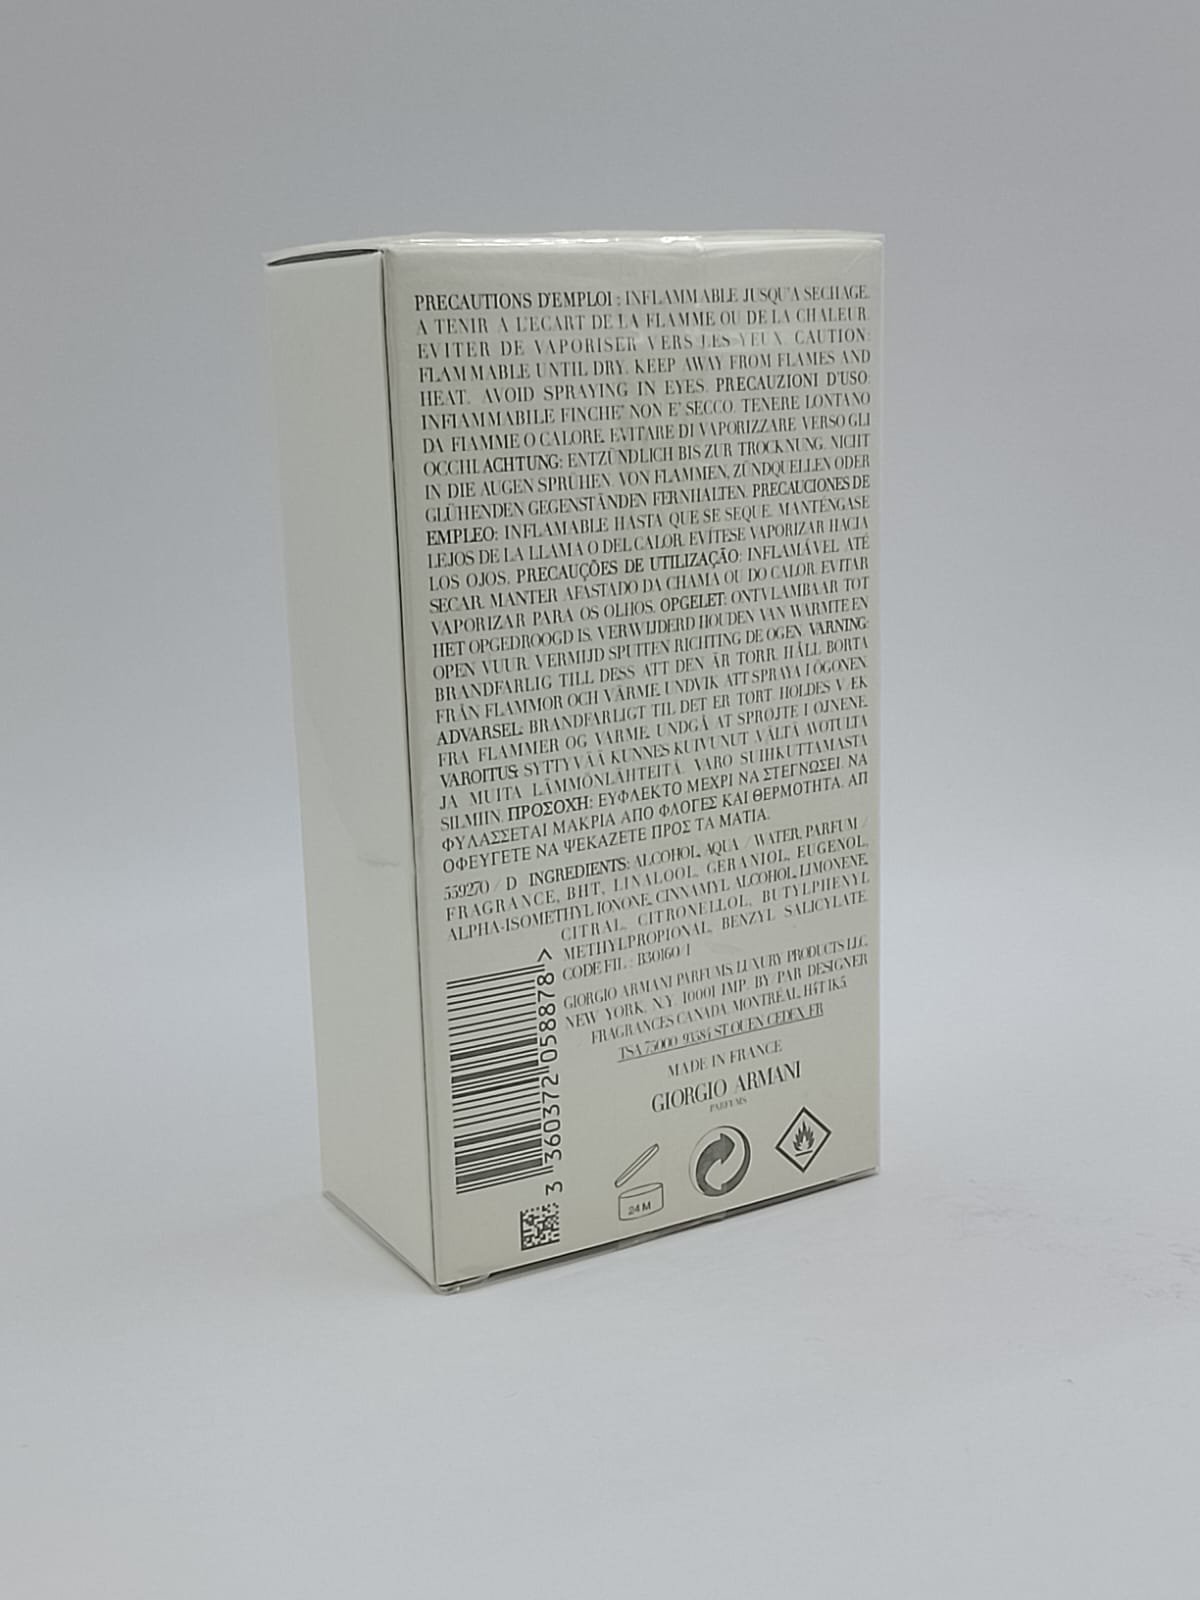 PRECAUTIONS D'EMPLOI : INFLAMMABLE JUSQU'A SECHAGE.
A TENIR A L'ECART DE LA FLAMME OU DE LA CHALEUR.
EVITER DE VAPORISER VERS LES YEUX. CAUTION:
FLAMMABLE UNTIL DRY. KEEP AWAY FROM FLAMES AND
HEAT. AVOID SPRAYING IN EYES. PRECAUZIONI D'USO:
INFIAMMABILE FINCHE' NON E' SECCO. TENERE LONTANO
DA FIAMME O CALORE. EVITARE DI VAPORIZZARE VERSO GLI
OCCHI. ACHTUNG: ENTZÜNDLICH BIS ZUR TROCKNUNG. NICHT
IN DIE AUGEN SPRÜHEN. VON FLAMMEN, ZÜNDQUELLEN ODER
GLÜHENDEN GEGENSTÄNDEN FERNHALTEN. PRECAUCIONES DE
EMPLEO: INFLAMABLE HASTA QUE SE SEQUE. MANTÉNGASE
LEJOS DE LA LLAMA O DEL CALOR. EVÍTESE VAPORIZAR HACIA
LOS OJOS. PRECAUÇÕES DE UTILIZAÇÃO: INFLAMÁVEL ATÉ
SECAR. MANTER AFASTADO DA CHAMA OU DO CALOR. EVITAR
VAPORIZAR PARA OS OLHOS. OPGELET: ONTVLAMBAAR TOT
HET OPGEDROOGD IS. VERWIJDERD HOUDEN VAN WARMTE EN
OPEN VUUR. VERMIJD SPUITEN RICHTING DE OGEN. VARNING:
BRANDFARLIG TILL DESS ATT DEN ÄR TORR. HÅLL BORTA
FRÅN FLAMMOR OCH VÄRME. UNDVIK ATT SPRAYA I ÖGONEN.
ADVARSEL: BRANDFARLIGT TIL DET ER TORT. HOLDES VÆK
FRA FLAMMER OG VARME. UNDGÅ AT SPRØJTE I ØJNENE.
VAROITUS: SYTTYVÄÄ KUNNES KUIVUNUT. VÄLTÄ AVOTULTA
JA MUITA LÄMMÖNLÄHTEITÄ. VARO SUIHKUTTAMASTA
SILMIIN. ΠΡΟΣΟΧΗ: ΕΥΦΛΕΚΤΟ ΜΕΧΡΙ ΝΑ ΣΤΕΓΝΩΣΕΙ. ΝΑ
ΦΥΛΑΣΣΕΤΑΙ ΜΑΚΡΙΑ ΑΠΟ ΦΛΟΓΕΣ ΚΑΙ ΘΕΡΜΟΤΗΤΑ. ΑΠ
ΟΦΕΥΓΕΤΕ ΝΑ ΨΕΚΑΖΕΤΕ ΠΡΟΣ ΤΑ ΜΑΤΙΑ.
559270 / D INGREDIENTS: ALCOHOL, AQUA / WATER, PARFUM /
FRAGRANCE, BHT, LINALOOL, GERANIOL, EUGENOL,
ALPHA-ISOMETHYL IONONE, CINNAMYL ALCOHOL, LIMONENE,
CITRAL, CITRONELLOL, BUTYLPHENYL
METHYLPROPIONAL, BENZYL SALICYLATE.
CODE FIL : B30160/1
GIORGIO ARMANI PARFUMS, LUXURY PRODUCTS LLC,
NEW YORK, N.Y. 10001 IMP. BY/PAR DESIGNER
FRAGRANCES CANADA, MONTRÉAL, H4T 1K5.
TSA 75000 93584 ST OUEN CEDEX, FR
MADE IN FRANCE
GIORGIO ARMANI
PARFUMS
3 360372 058878 >
24 M